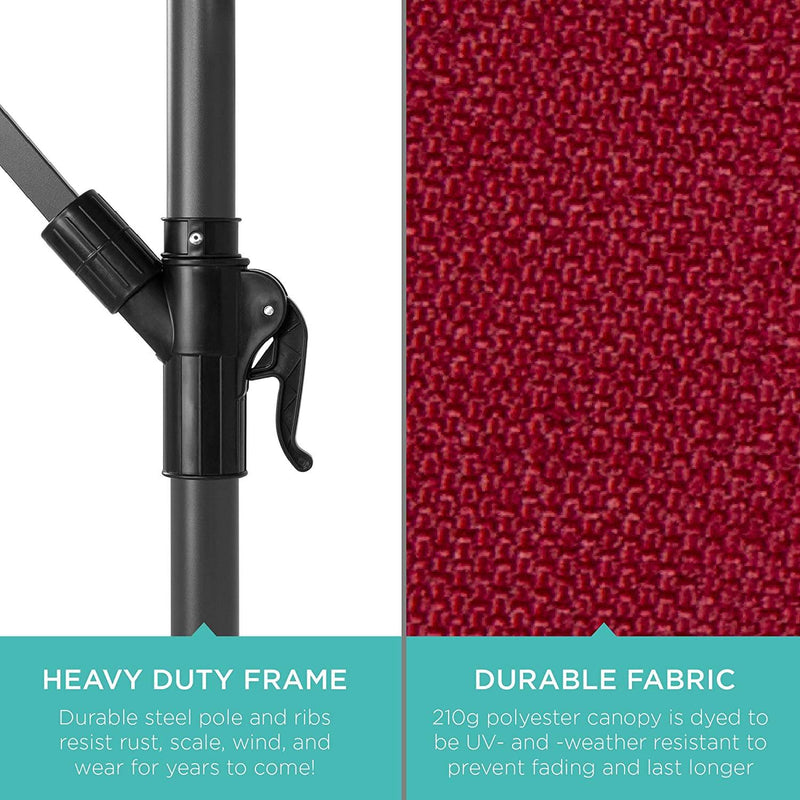 HEAVY DUTY FRAME
Durable steel pole and ribs
resist rust, scale, wind, and
wear for years to come!
DURABLE FABRIC
210g polyester canopy is dyed to
be UV- and -weather resistant to
prevent fading and last longer